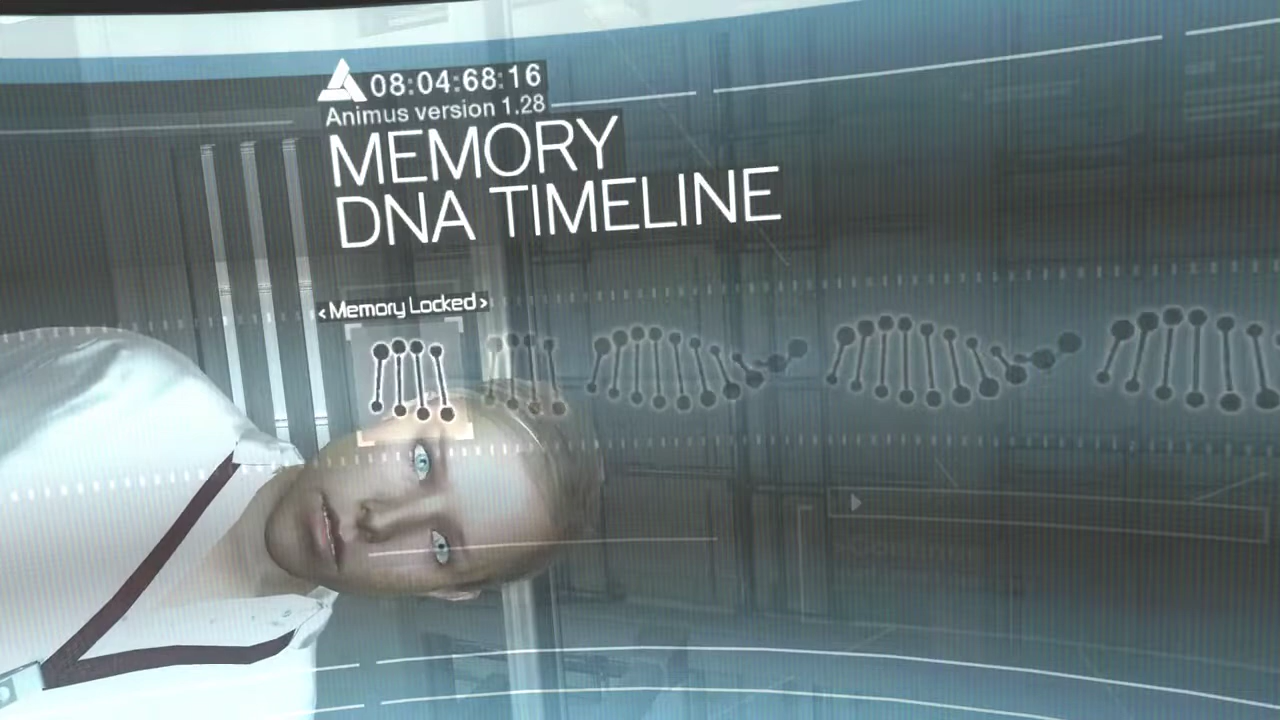 08:04:68:16
Animus version 1.28
MEMORY
DNA TIMELINE
<Memory Locked>